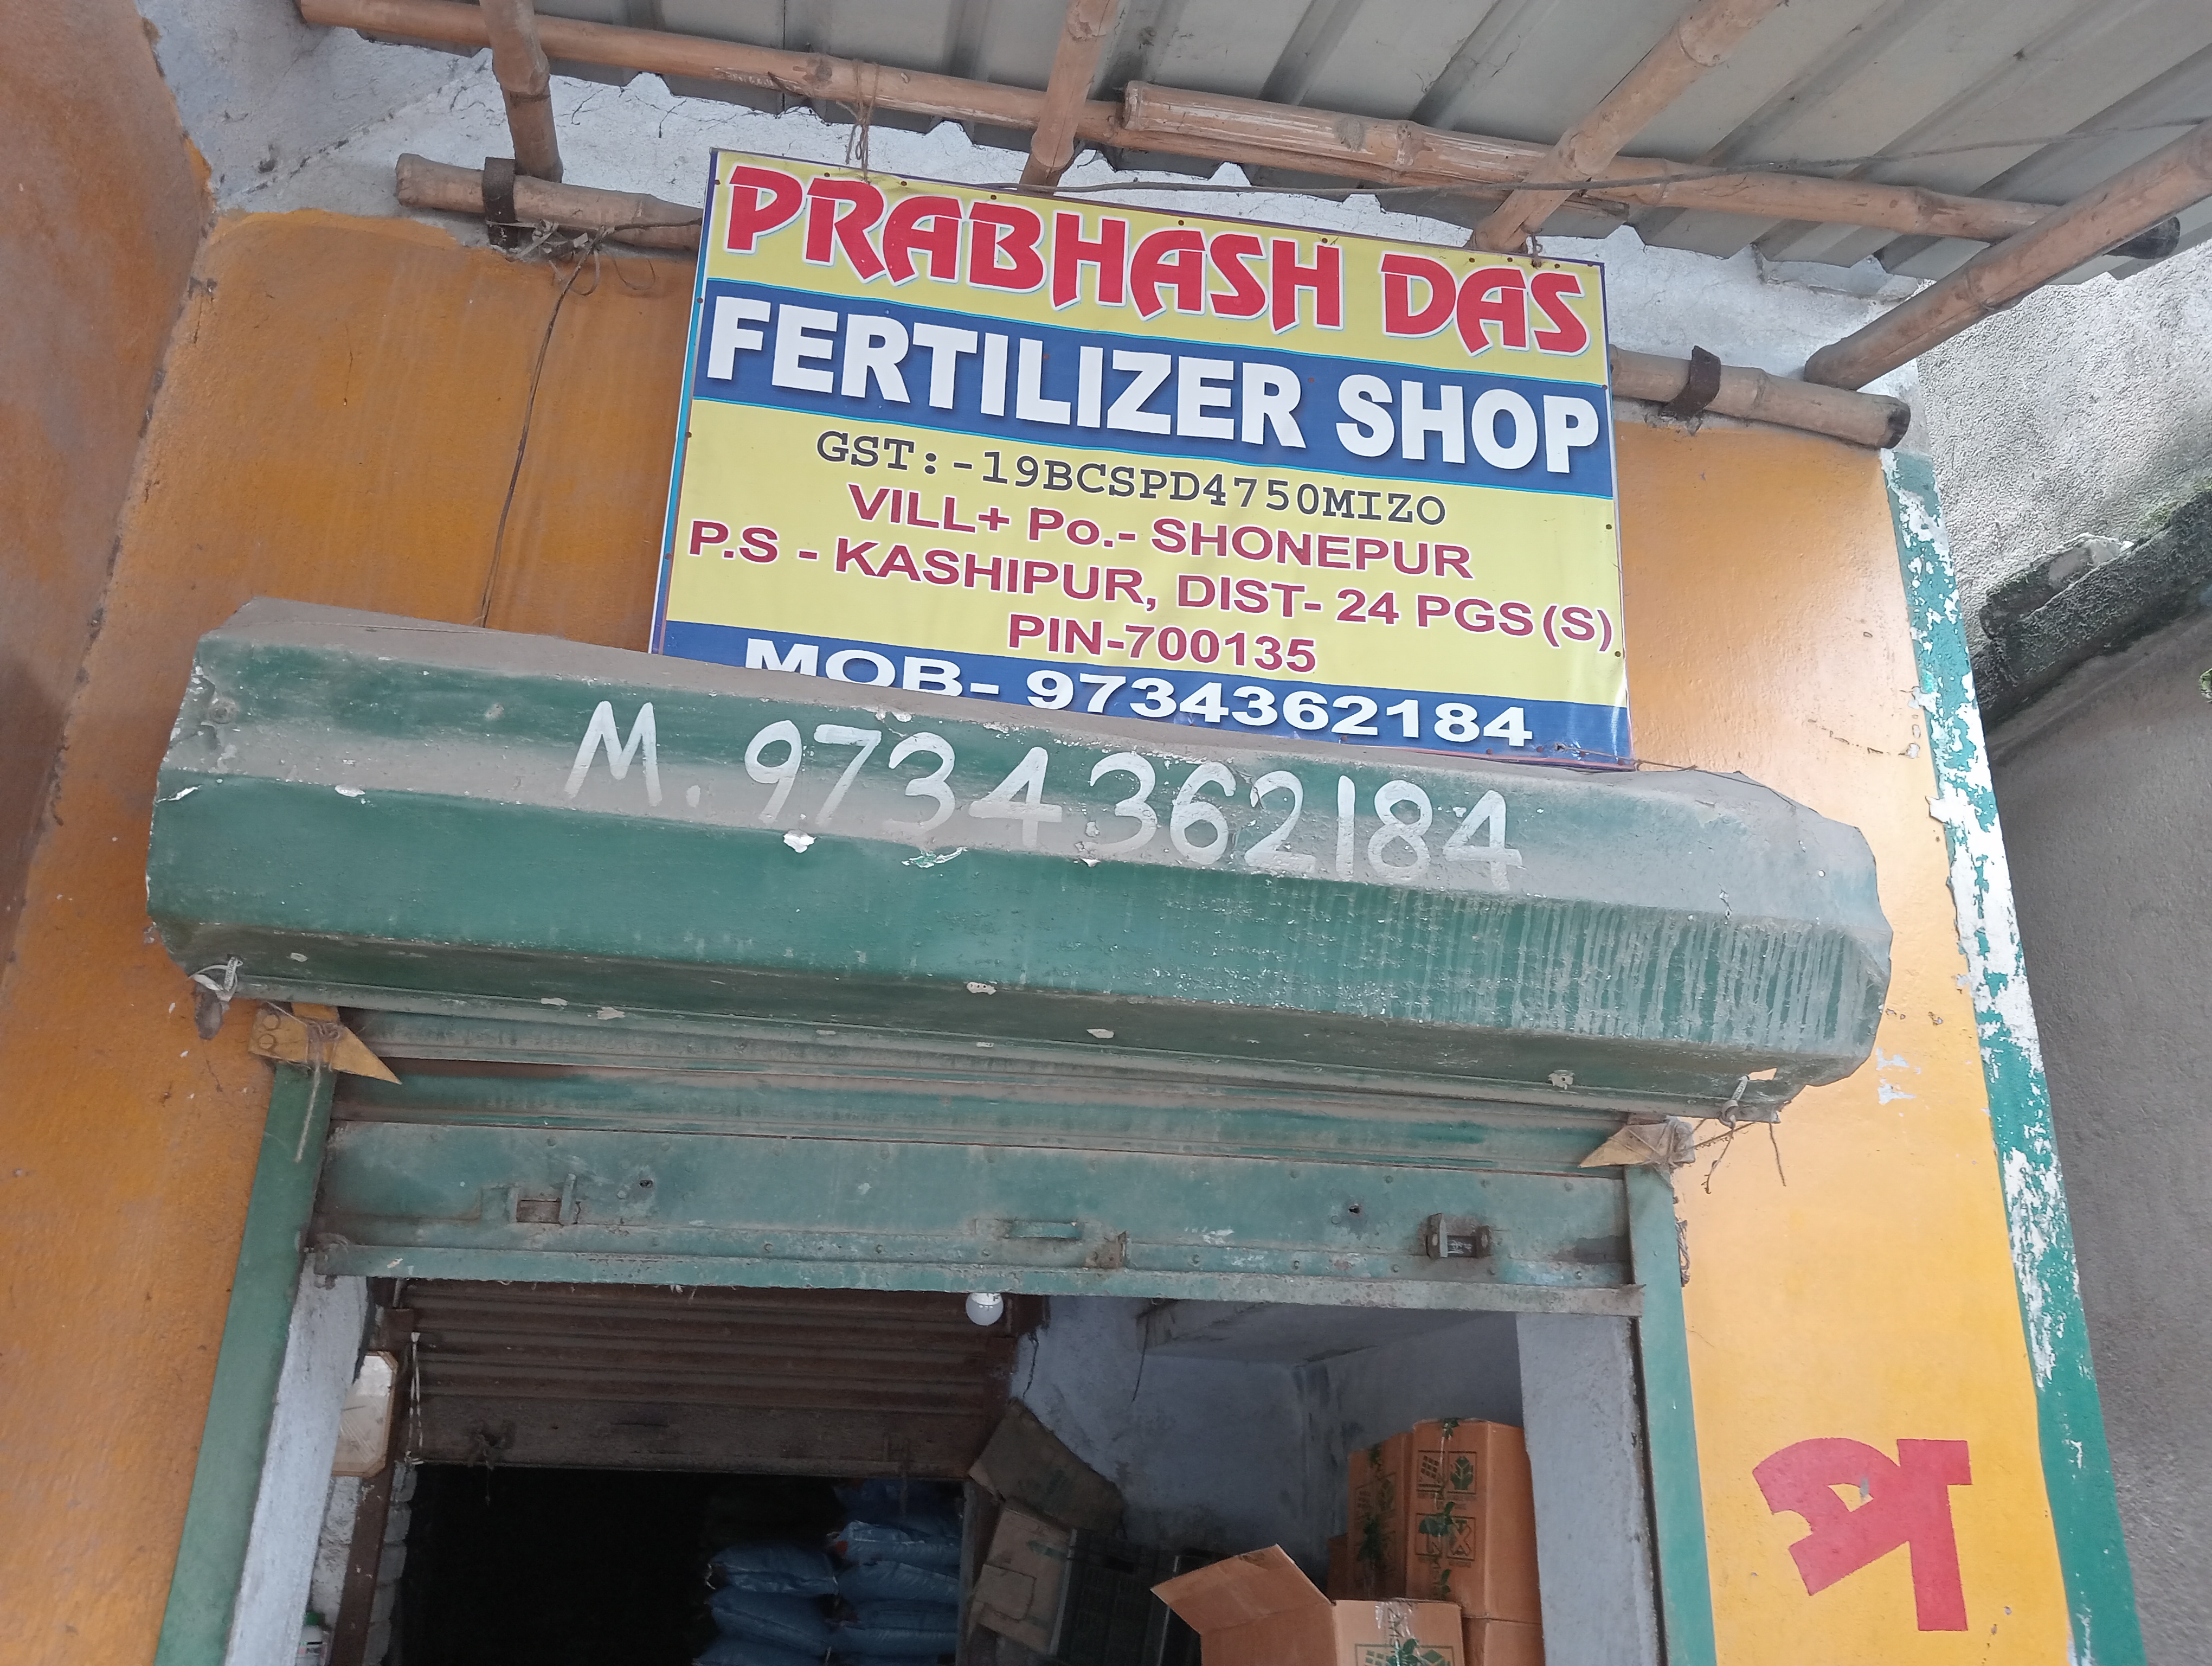 PRABHASH DAS
FERTILIZER SHOP
GST:-19BCSPD4750MIZO
VILL+ Po.- SHONEPUR
P.S - KASHIPUR, DIST- 24 PGS (S)
PIN-700135
MOB- 9734362184
M. 9734362184
প